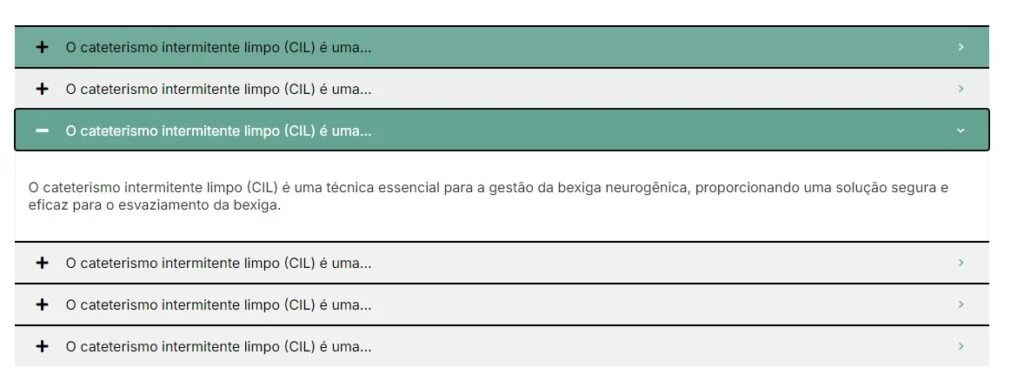 O cateterismo intermitente limpo (CIL) é uma...
O cateterismo intermitente limpo (CIL) é uma...
O cateterismo intermitente limpo (CIL) é uma...
O cateterismo intermitente limpo (CIL) é uma técnica essencial para a gestão da bexiga neurogênica, proporcionando uma solução segura e
eficaz para o esvaziamento da bexiga.
O cateterismo intermitente limpo (CIL) é uma...
O cateterismo intermitente limpo (CIL) é uma...
O cateterismo intermitente limpo (CIL) é uma...